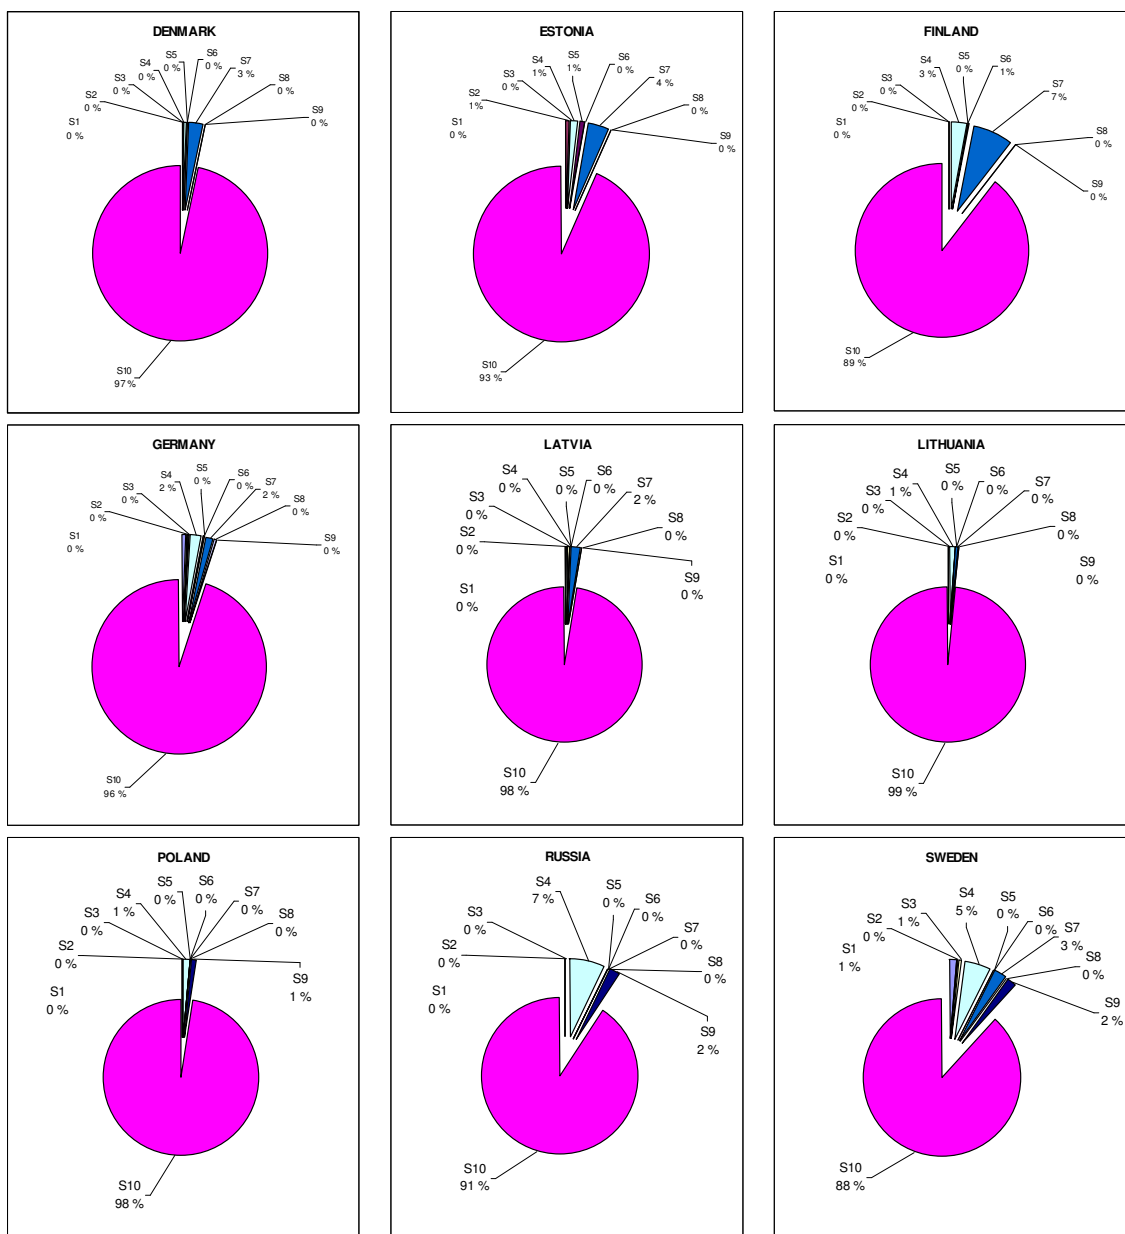 DENMARK
S1
0 %
S2
0 %
S3
0 %
S4
0 %
S5
0 %
S6
0 %
S7
3 %
S8
0 %
S9
0 %
S10
97 %
ESTONIA
S1
0 %
S2
1 %
S3
0 %
S4
1 %
S5
1 %
S6
0 %
S7
4 %
S8
0 %
S9
0 %
S10
93 %
FINLAND
S1
0 %
S2
0 %
S3
0 %
S4
3 %
S5
0 %
S6
1 %
S7
7 %
S8
0 %
S9
0 %
S10
89 %
GERMANY
S1
0 %
S2
0 %
S3
0 %
S4
2 %
S5
0 %
S6
0 %
S7
2 %
S8
0 %
S9
0 %
S10
96 %
LATVIA
S1
0 %
S2
0 %
S3
0 %
S4
0 %
S5
0 %
S6
0 %
S7
2 %
S8
0 %
S9
0 %
S10
98 %
LITHUANIA
S1
0 %
S2
0 %
S3
0 %
S4
1 %
S5
0 %
S6
0 %
S7
0 %
S8
0 %
S9
0 %
S10
99 %
POLAND
S1
0 %
S2
0 %
S3
0 %
S4
1 %
S5
0 %
S6
0 %
S7
0 %
S8
0 %
S9
1 %
S10
98 %
RUSSIA
S1
0 %
S2
0 %
S3
0 %
S4
7 %
S5
0 %
S6
0 %
S7
0 %
S8
0 %
S9
2 %
S10
91 %
SWEDEN
S1
1 %
S2
0 %
S3
1 %
S4
5 %
S5
0 %
S6
0 %
S7
3 %
S8
0 %
S9
2 %
S10
88 %